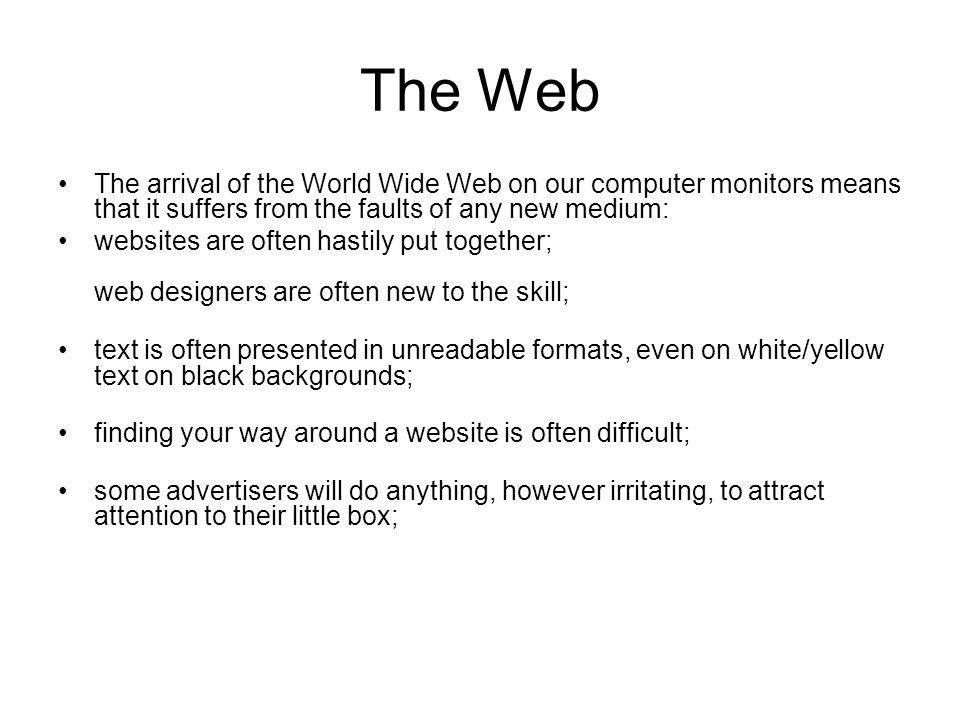 The Web
• The arrival of the World Wide Web on our computer monitors means
that it suffers from the faults of any new medium:
• websites are often hastily put together;
web designers are often new to the skill;
• text is often presented in unreadable formats, even on white/yellow
text on black backgrounds;
• finding your way around a website is often difficult;
• some advertisers will do anything, however irritating, to attract
attention to their little box;